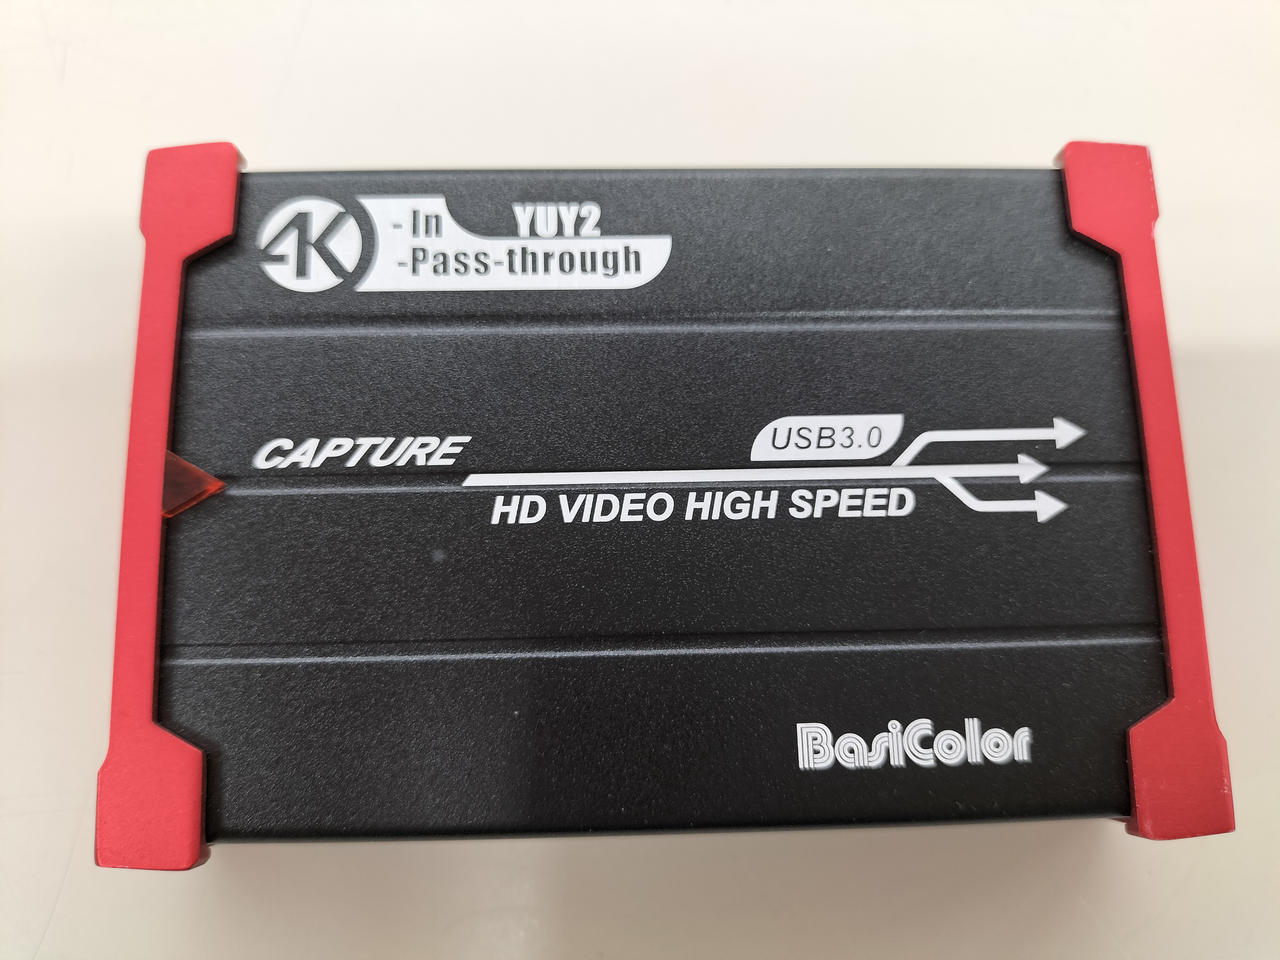 4K -In YUY2
-Pass-through
CAPTURE
USB3.0
HD VIDEO HIGH SPEED
BasiColor